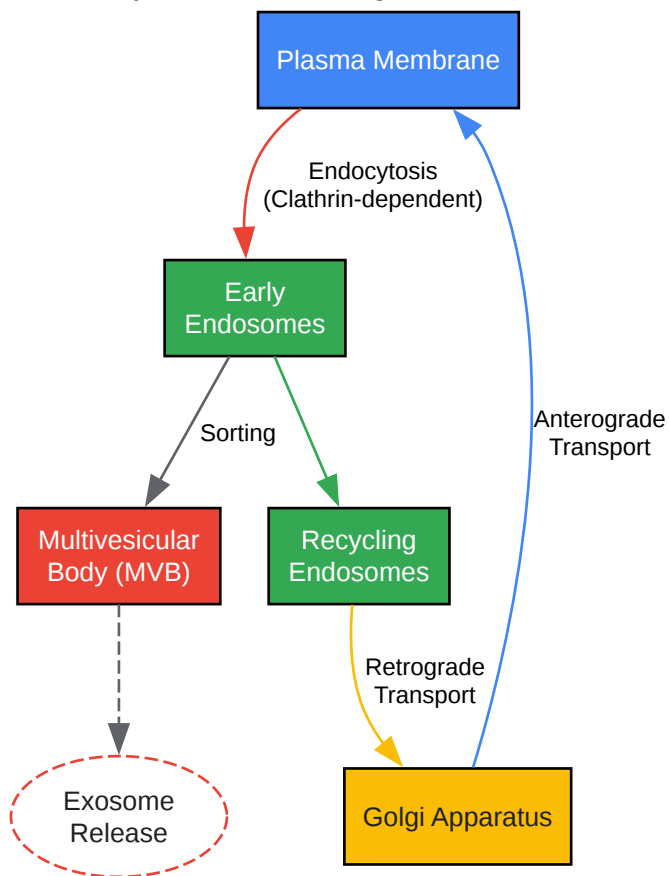 Plasma Membrane
Endocytosis
(Clathrin-dependent)
Early
Endosomes
Anterograde
Transport
Sorting
Multivesicular
Body (MVB)
Recycling
Endosomes
Retrograde
Transport
Exosome
Release
Golgi Apparatus